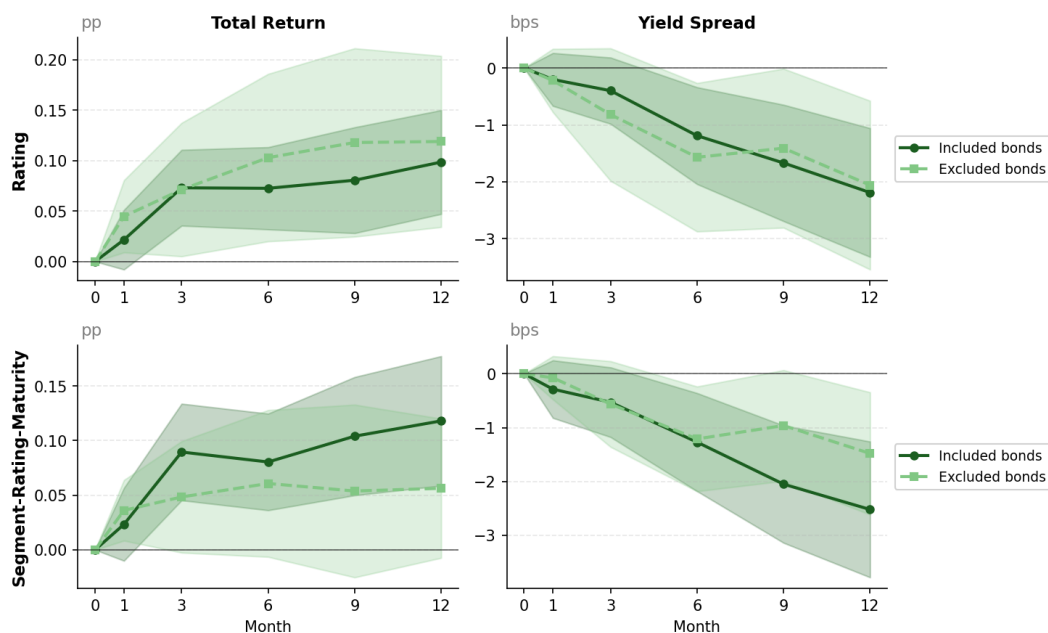 Total Return
Yield Spread
pp
bps
Rating
0.20
0.15
0.10
0.05
0.00
0 1 3 6 9 12
0
−1
−2
−3
0 1 3 6 9 12
Included bonds
Excluded bonds
pp
bps
Segment-Rating-Maturity
0.15
0.10
0.05
0.00
0 1 3 6 9 12
Month
0
−1
−2
−3
0 1 3 6 9 12
Month
Included bonds
Excluded bonds